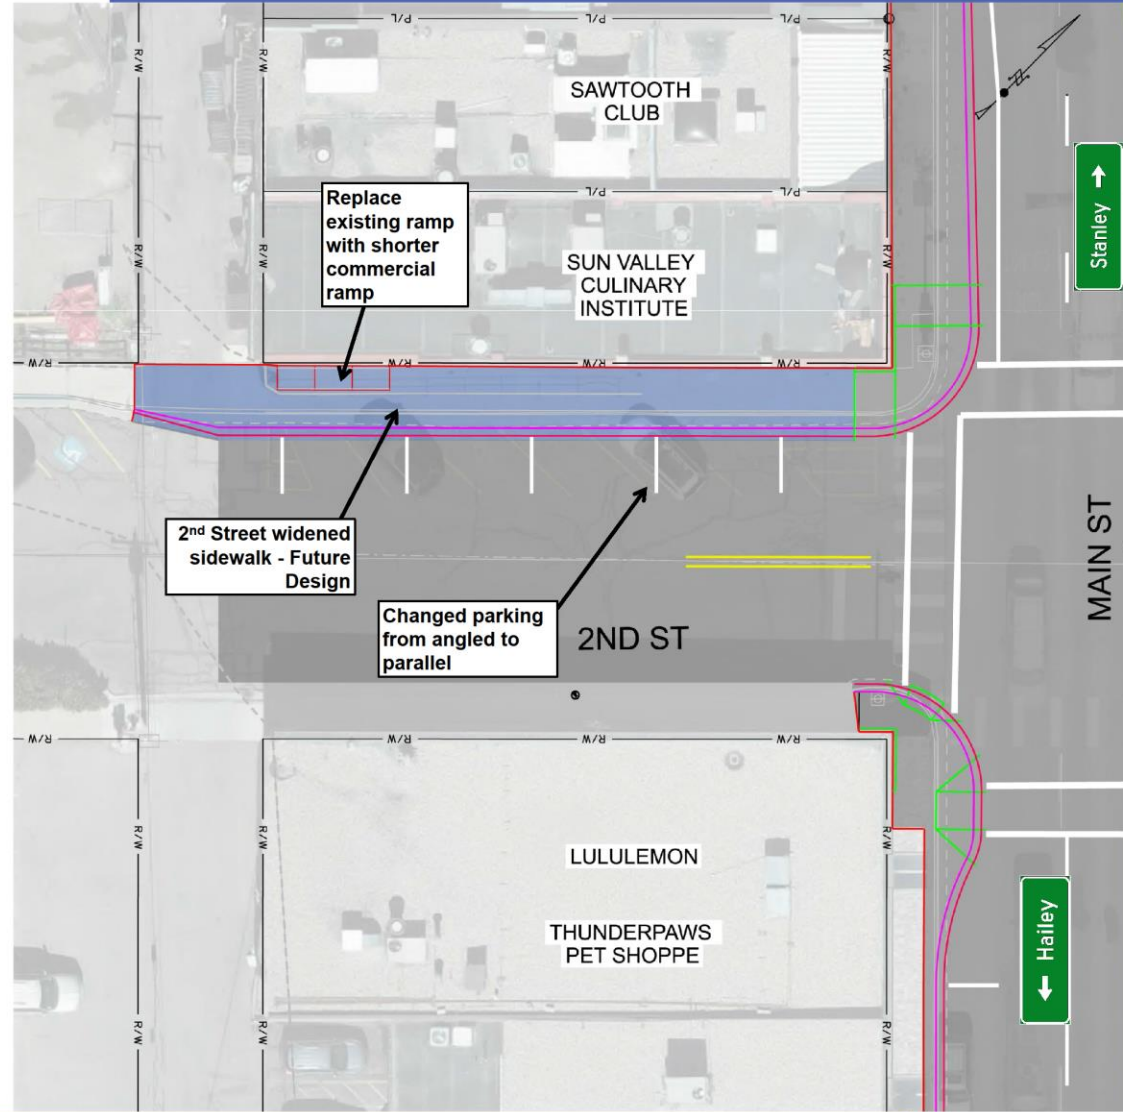 P/L P/L P/L
R/W
R/W
R/W
SAWTOOTH
CLUB
Stanley →
P/L P/L P/L
Replace
existing ramp
with shorter
commercial
ramp
R/W
R/W
R/W
SUN VALLEY
CULINARY
INSTITUTE
R/W
R/W R/W R/W
2nd Street widened
sidewalk - Future
Design
Changed parking
from angled to
parallel
2ND ST
MAIN ST
R/W
R/W R/W R/W
R/W
R/W
R/W
LULULEMON
THUNDERPAWS
PET SHOPPE
← Hailey
R/W
R/W
R/W